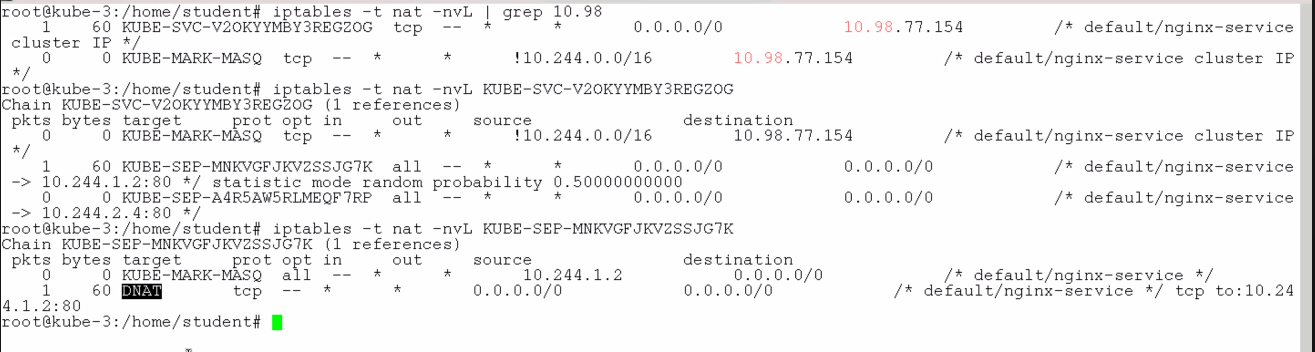 root@kube-3:/home/student# iptables -t nat -nvL | grep 10.98
    1    60 KUBE-SVC-V2OKYYMBY3REGZOG  tcp  --  *      *       0.0.0.0/0            10.98.77.154         /* default/nginx-service
 cluster IP */
    0     0 KUBE-MARK-MASQ  tcp  --  *      *      !10.244.0.0/16        10.98.77.154         /* default/nginx-service cluster IP
 */
root@kube-3:/home/student# iptables -t nat -nvL KUBE-SVC-V2OKYYMBY3REGZOG
Chain KUBE-SVC-V2OKYYMBY3REGZOG (1 references)
 pkts bytes target     prot opt in     out     source               destination
    0     0 KUBE-MARK-MASQ  tcp  --  *      *      !10.244.0.0/16        10.98.77.154         /* default/nginx-service cluster IP
*/
    1    60 KUBE-SEP-MNKVGFJKVZSSJG7K  all  --  *      *       0.0.0.0/0            0.0.0.0/0            /* default/nginx-service
-> 10.244.1.2:80 */ statistic mode random probability 0.50000000000
    0     0 KUBE-SEP-A4R5AW5RLMEQF7RP  all  --  *      *       0.0.0.0/0            0.0.0.0/0            /* default/nginx-service
-> 10.244.2.4:80 */
root@kube-3:/home/student# iptables -t nat -nvL KUBE-SEP-MNKVGFJKVZSSJG7K
Chain KUBE-SEP-MNKVGFJKVZSSJG7K (1 references)
 pkts bytes target     prot opt in     out     source               destination
    0     0 KUBE-MARK-MASQ  all  --  *      *       10.244.1.2           0.0.0.0/0            /* default/nginx-service */
    1    60 DNAT       tcp  --  *      *       0.0.0.0/0            0.0.0.0/0            /* default/nginx-service */ tcp to:10.24
4.1.2:80
root@kube-3:/home/student#